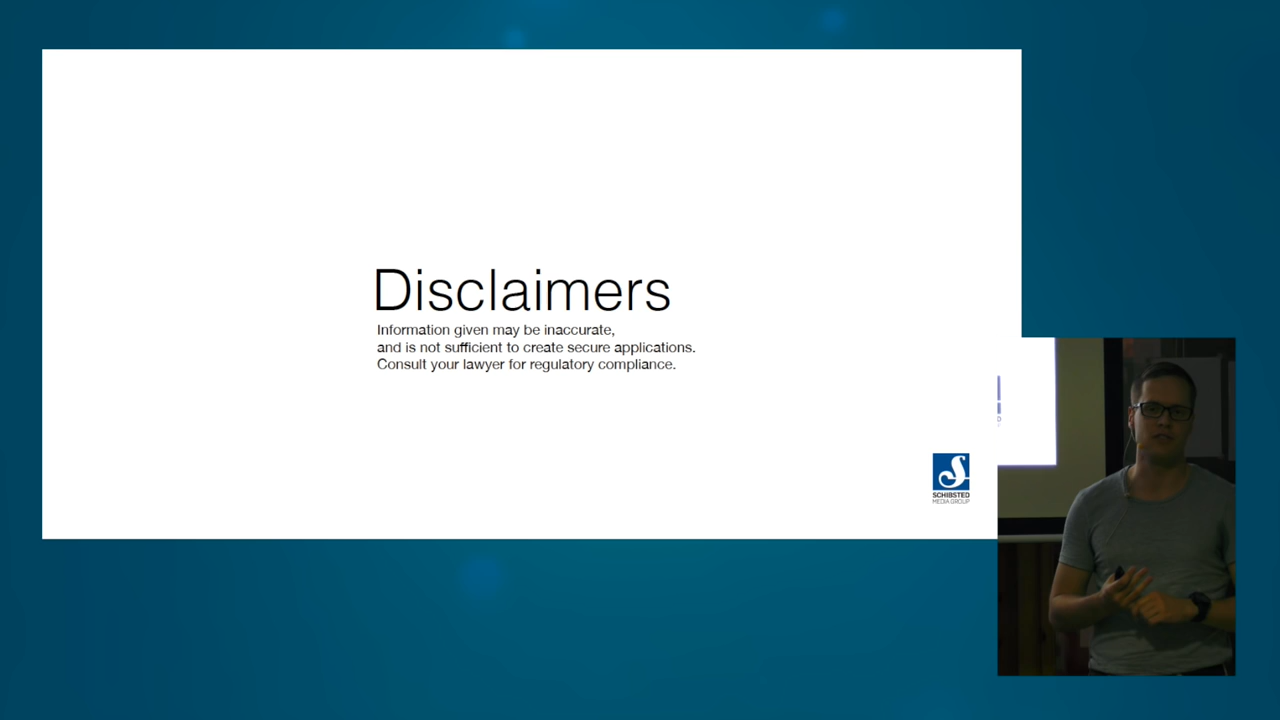 Disclaimers
Information given may be inaccurate,
and is not sufficient to create secure applications.
Consult your lawyer for regulatory compliance.
SCHIBSTED
MEDIA GROUP